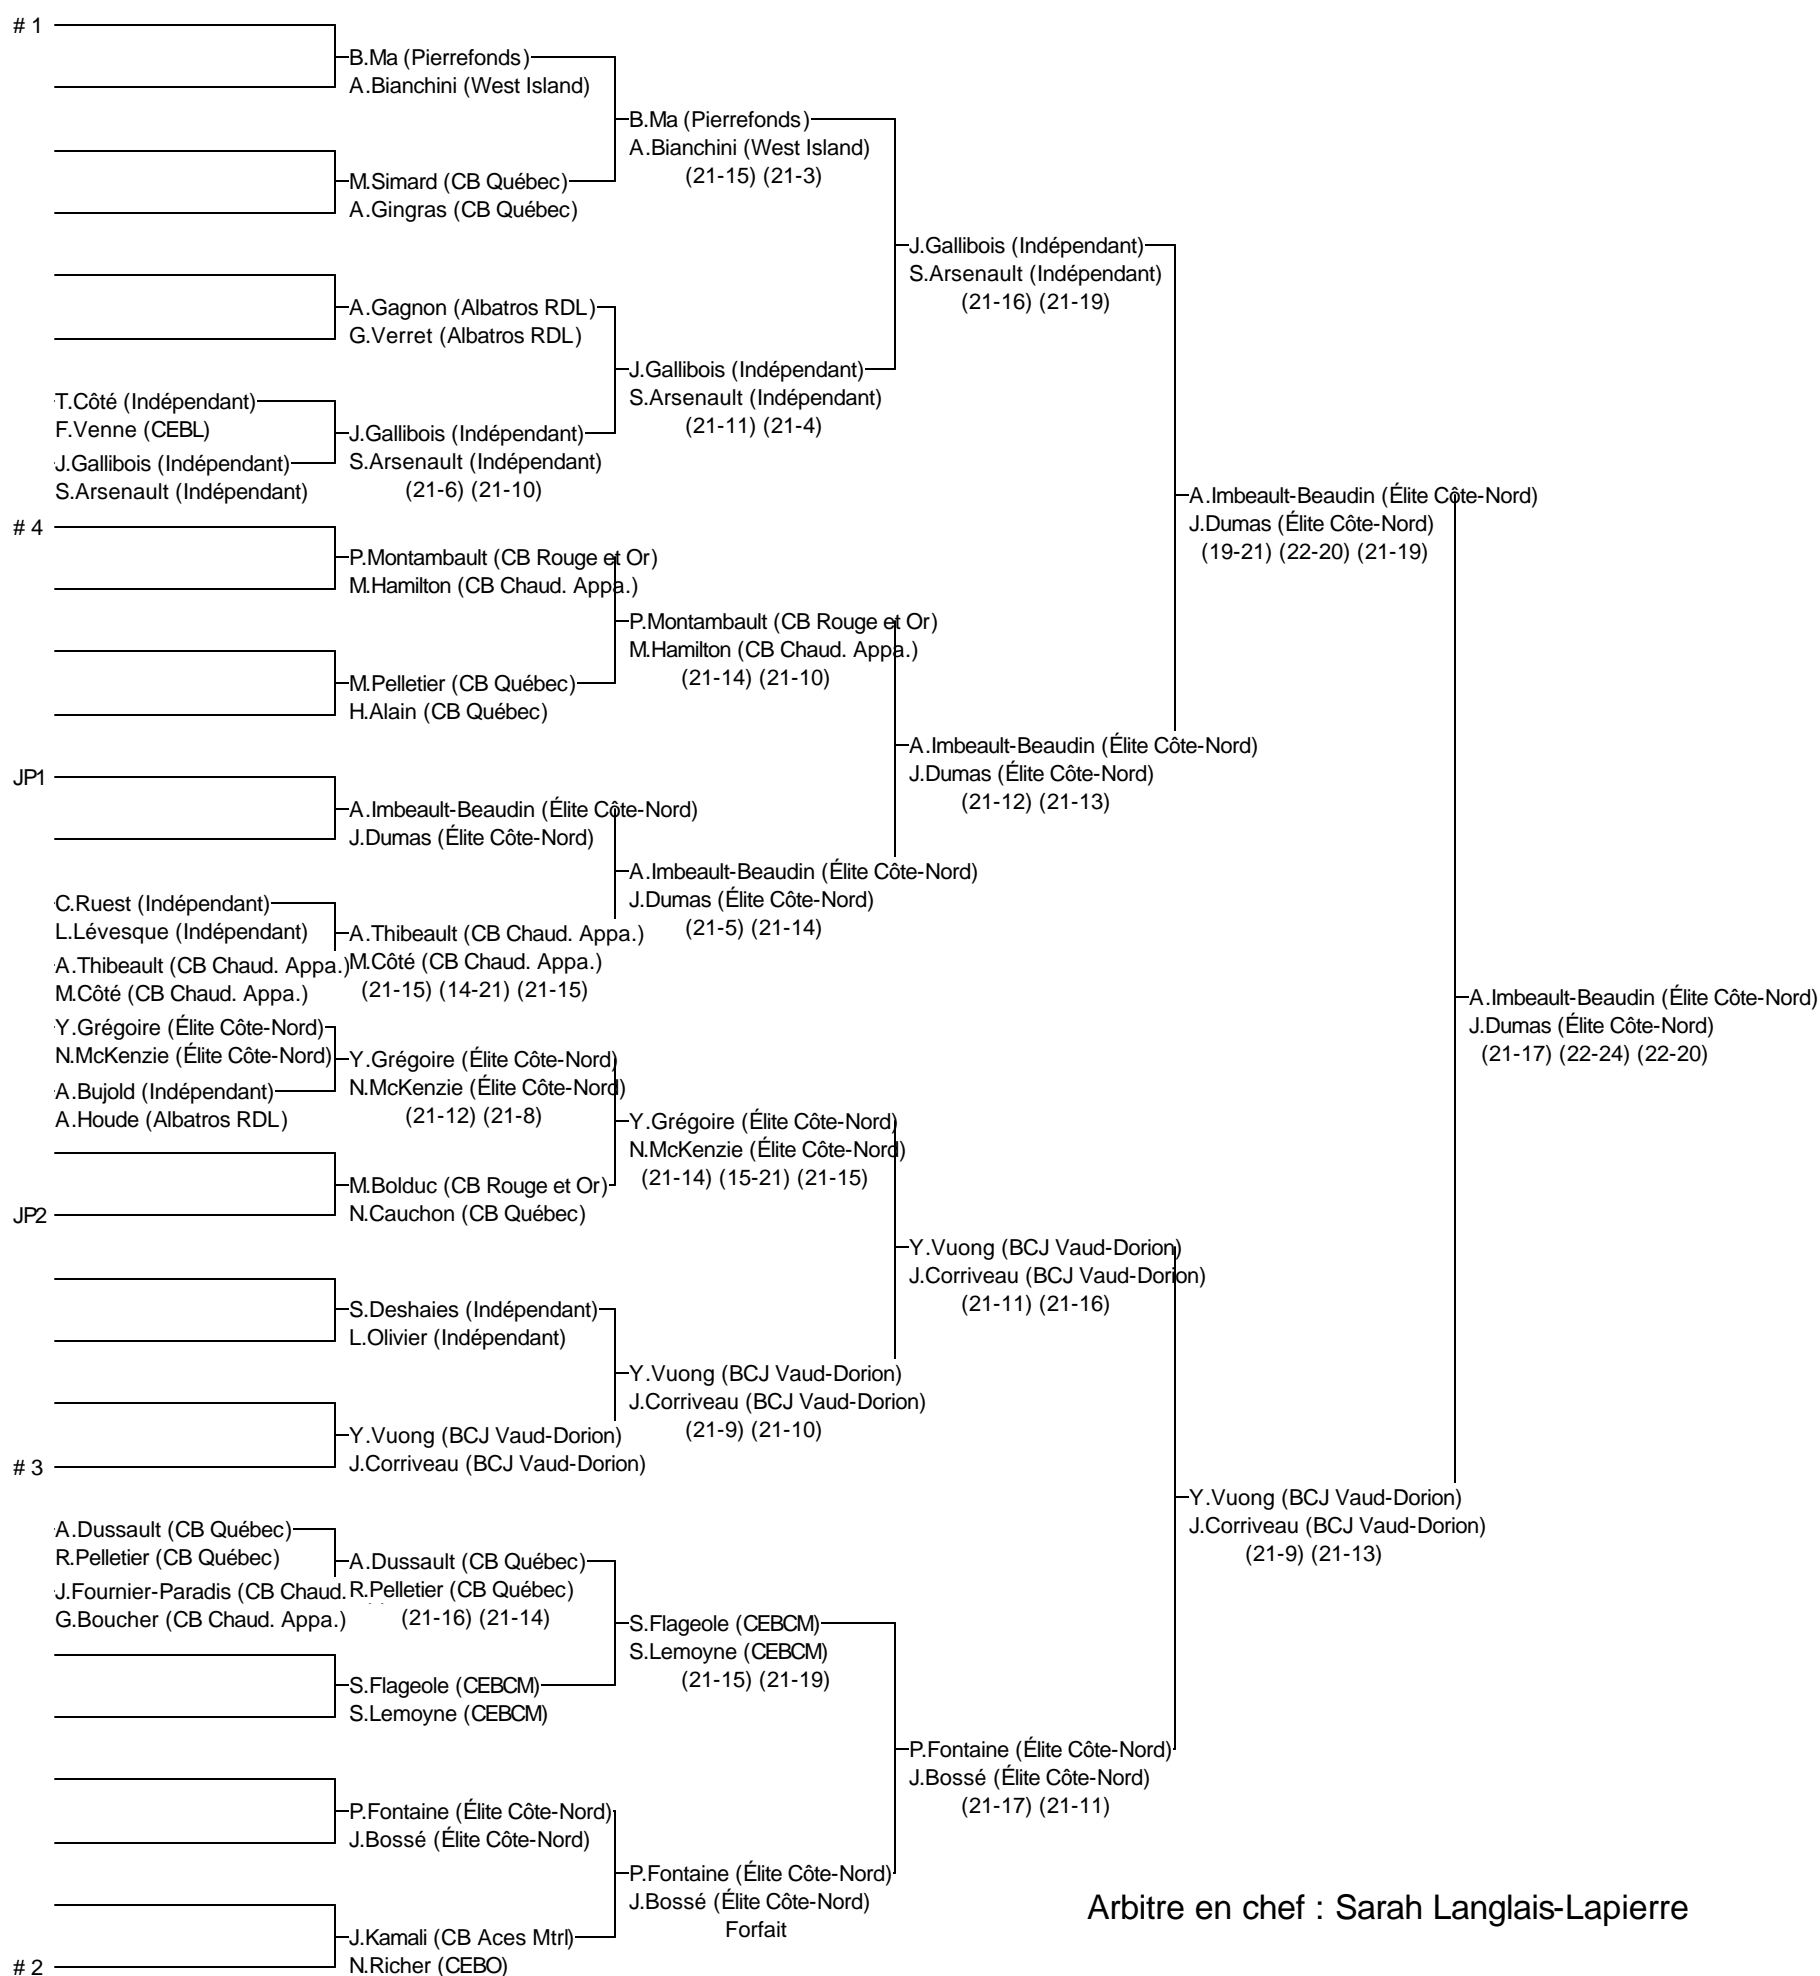 # 1
B.Ma (Pierrefonds)
A.Bianchini (West Island)
B.Ma (Pierrefonds)
A.Bianchini (West Island)
(21-15) (21-3)
M.Simard (CB Québec)
A.Gingras (CB Québec)
J.Gallibois (Indépendant)
S.Arsenault (Indépendant)
(21-16) (21-19)
A.Gagnon (Albatros RDL)
G.Verret (Albatros RDL)
J.Gallibois (Indépendant)
S.Arsenault (Indépendant)
(21-11) (21-4)
T.Côté (Indépendant)
F.Venne (CEBL)
J.Gallibois (Indépendant)
S.Arsenault (Indépendant)
J.Gallibois (Indépendant)
S.Arsenault (Indépendant)
(21-6) (21-10)
A.Imbeault-Beaudin (Élite Côte-Nord)
J.Dumas (Élite Côte-Nord)
(19-21) (22-20) (21-19)
# 4
P.Montambault (CB Rouge et Or)
M.Hamilton (CB Chaud. Appa.)
P.Montambault (CB Rouge et Or)
M.Hamilton (CB Chaud. Appa.)
(21-14) (21-10)
M.Pelletier (CB Québec)
H.Alain (CB Québec)
A.Imbeault-Beaudin (Élite Côte-Nord)
J.Dumas (Élite Côte-Nord)
(21-12) (21-13)
JP1
A.Imbeault-Beaudin (Élite Côte-Nord)
J.Dumas (Élite Côte-Nord)
A.Imbeault-Beaudin (Élite Côte-Nord)
J.Dumas (Élite Côte-Nord)
(21-5) (21-14)
C.Ruest (Indépendant)
L.Lévesque (Indépendant)
A.Thibeault (CB Chaud. Appa.)
M.Côté (CB Chaud. Appa.)
A.Thibeault (CB Chaud. Appa.)
M.Côté (CB Chaud. Appa.)
(21-15) (14-21) (21-15)
A.Imbeault-Beaudin (Élite Côte-Nord)
J.Dumas (Élite Côte-Nord)
(21-17) (22-24) (22-20)
Y.Grégoire (Élite Côte-Nord)
N.McKenzie (Élite Côte-Nord)
A.Bujold (Indépendant)
A.Houde (Albatros RDL)
Y.Grégoire (Élite Côte-Nord)
N.McKenzie (Élite Côte-Nord)
(21-12) (21-8)
Y.Grégoire (Élite Côte-Nord)
N.McKenzie (Élite Côte-Nord)
(21-14) (15-21) (21-15)
M.Bolduc (CB Rouge et Or)
N.Cauchon (CB Québec)
JP2
Y.Vuong (BCJ Vaud-Dorion)
J.Corriveau (BCJ Vaud-Dorion)
(21-11) (21-16)
S.Deshaies (Indépendant)
L.Olivier (Indépendant)
Y.Vuong (BCJ Vaud-Dorion)
J.Corriveau (BCJ Vaud-Dorion)
(21-9) (21-10)
Y.Vuong (BCJ Vaud-Dorion)
J.Corriveau (BCJ Vaud-Dorion)
# 3
Y.Vuong (BCJ Vaud-Dorion)
J.Corriveau (BCJ Vaud-Dorion)
(21-9) (21-13)
A.Dussault (CB Québec)
R.Pelletier (CB Québec)
J.Fournier-Paradis (CB Chaud.
G.Boucher (CB Chaud. Appa.)
A.Dussault (CB Québec)
R.Pelletier (CB Québec)
(21-16) (21-14)
S.Flageole (CEBCM)
S.Lemoyne (CEBCM)
(21-15) (21-19)
S.Flageole (CEBCM)
S.Lemoyne (CEBCM)
P.Fontaine (Élite Côte-Nord)
J.Bossé (Élite Côte-Nord)
(21-17) (21-11)
P.Fontaine (Élite Côte-Nord)
J.Bossé (Élite Côte-Nord)
P.Fontaine (Élite Côte-Nord)
J.Bossé (Élite Côte-Nord)
Forfait
J.Kamali (CB Aces Mtrl)
N.Richer (CEBO)
# 2
Arbitre en chef : Sarah Langlais-Lapierre